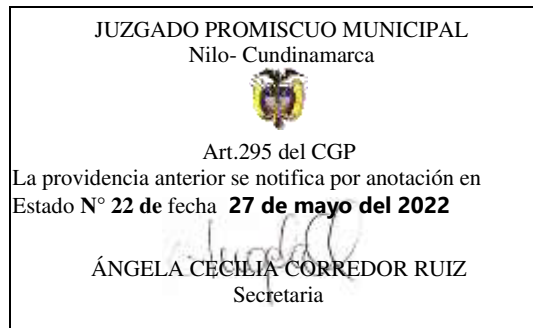 JUZGADO PROMISCUO MUNICIPAL
Nilo- Cundinamarca
Art.295 del CGP
La providencia anterior se notifica por anotación en
Estado N° 22 de fecha 27 de mayo del 2022
ÁNGELA CECILIA CORREDOR RUIZ
Secretaria